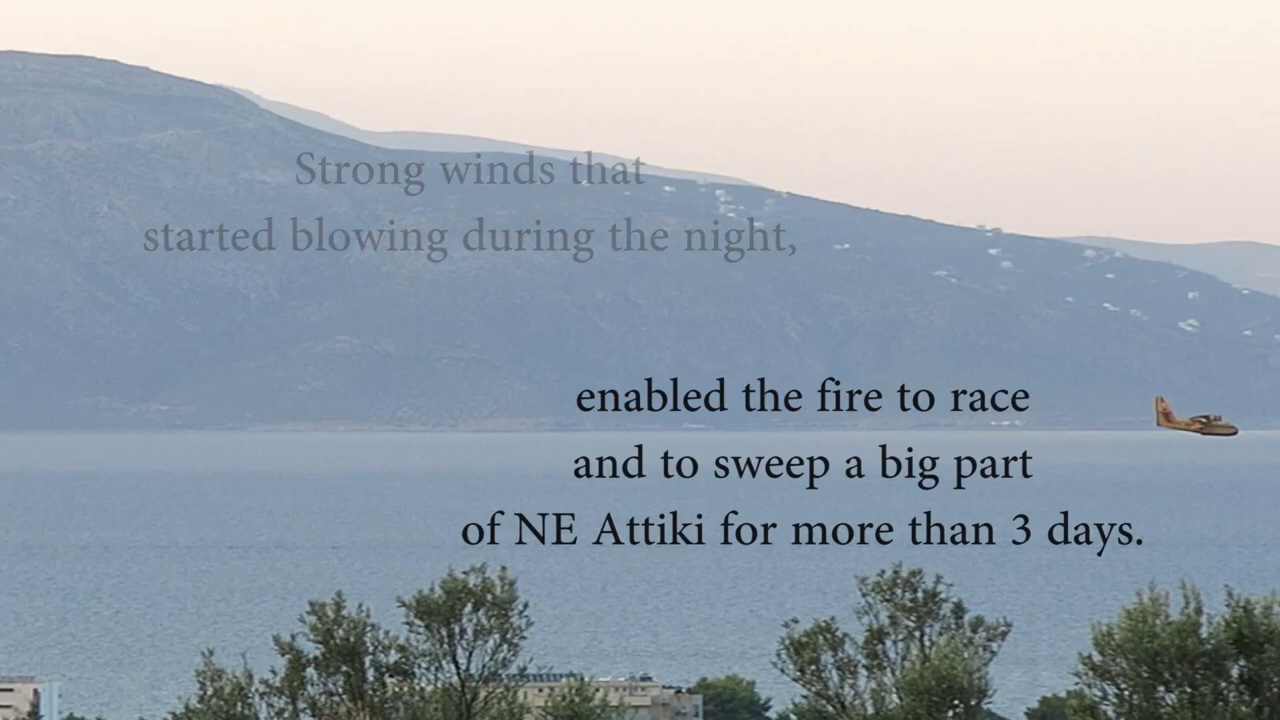 Strong winds that
started blowing during the night,
enabled the fire to race
and to sweep a big part
of NE Attiki for more than 3 days.